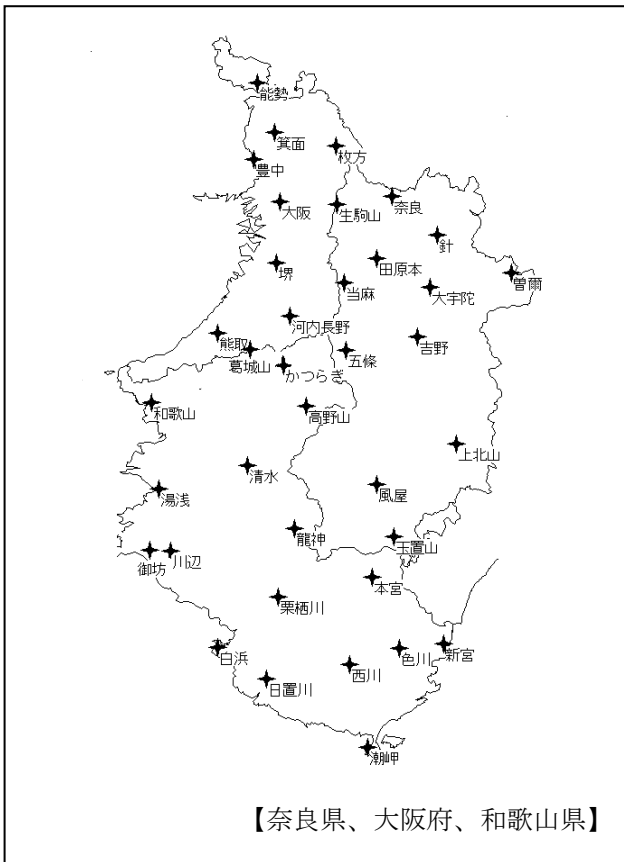 能勢
箕面
枚方
豊中
大阪
生駒山
奈良
針
堺
田原本
曽爾
当麻
大宇陀
河内長野
熊取
吉野
葛城山
かつらぎ
五條
和歌山
高野山
上北山
清水
湯浅
風屋
龍神
玉置山
御坊
川辺
本宮
栗栖川
白浜
日置川
西川
色川
新宮
潮岬
【奈良県、大阪府、和歌山県】